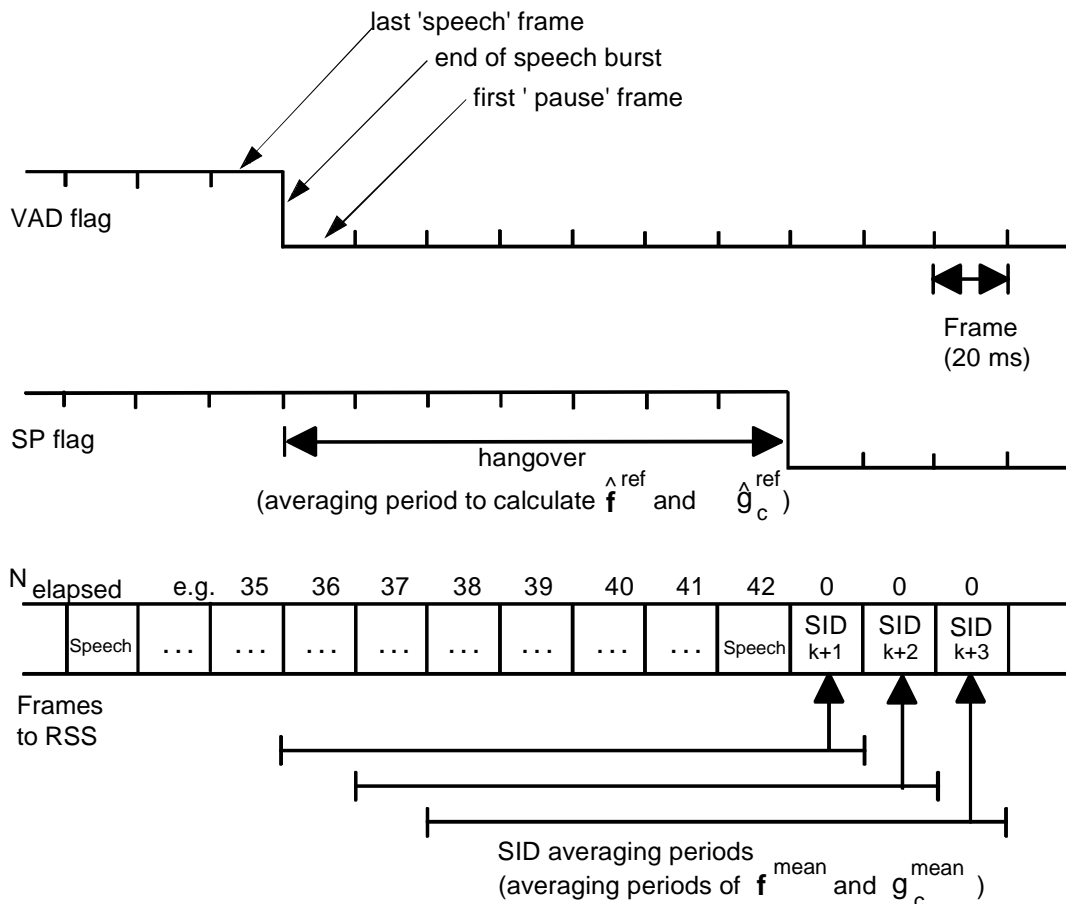 last 'speech' frame
end of speech burst
first ' pause' frame
VAD flag
Frame
(20 ms)
SP flag
hangover
(averaging period to calculate f̂ ref and ĝ c ref )
N elapsed e.g. 35 36 37 38 39 40 41 42 0 0 0
Speech ... ... ... ... ... ... ... ... Speech SID k+1 SID k+2 SID k+3
Frames
to RSS
SID averaging periods
(averaging periods of f mean and g c mean )